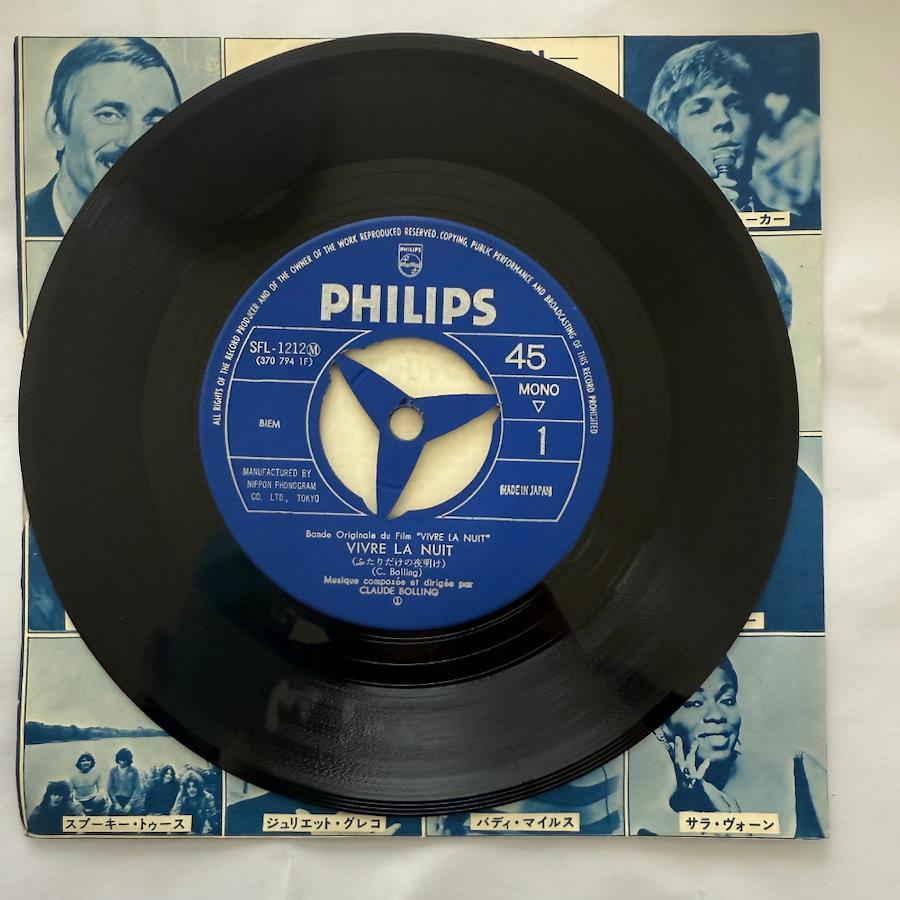 ALL RIGHTS OF THE RECORD PRODUCER AND OF THE OWNER OF THE WORK REPRODUCED RESERVED. COPYING, PUBLIC PERFORMANCE AND BROADCASTING OF THIS RECORD PROHIBITED
PHILIPS
PHILIPS
SFL-1212Ⓜ
(370 794 1F)
BIEM
MANUFACTURED BY
NIPPON PHONOGRAM
CO. LTD., TOKYO
45
MONO
▽
1
MADE IN JAPAN
Bande Originale du Film "VIVRE LA NUIT"
VIVRE LA NUIT
(ふたりだけの夜明け)
(C. Bolling)
Musique composée et dirigée par
CLAUDE BOLLING
①
ーカー
ー
スプーキー・トゥース
ジュリエット・グレコ
バディ・マイルス
サラ・ヴォーン